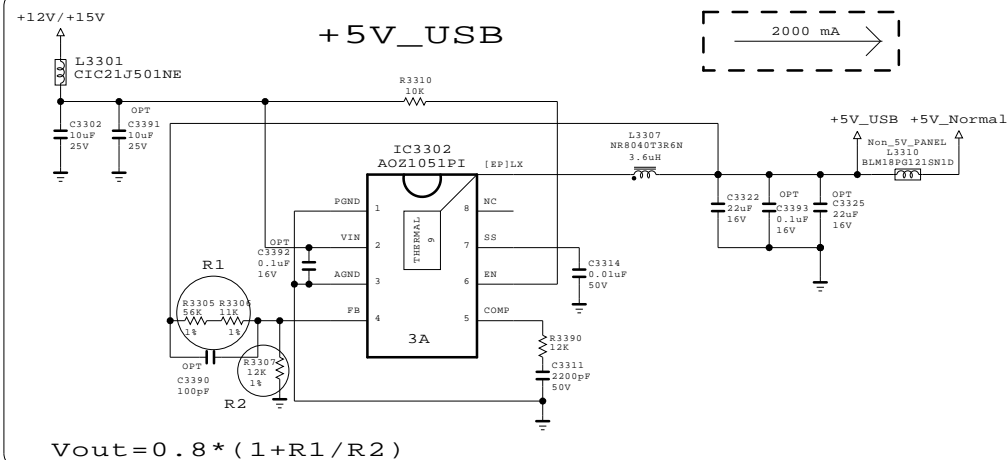 +12V/+15V
+5V_USB
2000 mA
L3301
CIC21J501NE
R3310
10K
OPT
C3302
10uF
25V
C3391
10uF
25V
+5V_USB +5V_Normal
L3307
NR8040T3R6N
3.6uH
Non_5V_PANEL
L3310
BLM18PG121SN1D
IC3302
AOZ1051PI
[EP]LX
PGND
1
8
NC
VIN
2
7
SS
AGND
3
6
EN
FB
4
5
COMP
THERMAL
9
3A
OPT
C3392
0.1uF
16V
C3322
22uF
16V
OPT
C3393
0.1uF
16V
OPT
C3325
22uF
16V
C3314
0.01uF
50V
R1
R3305
56K
1%
R3306
11K
1%
OPT
C3390
100pF
R3307
12K
1%
R2
R3390
12K
C3311
2200pF
50V
Vout=0.8*(1+R1/R2)